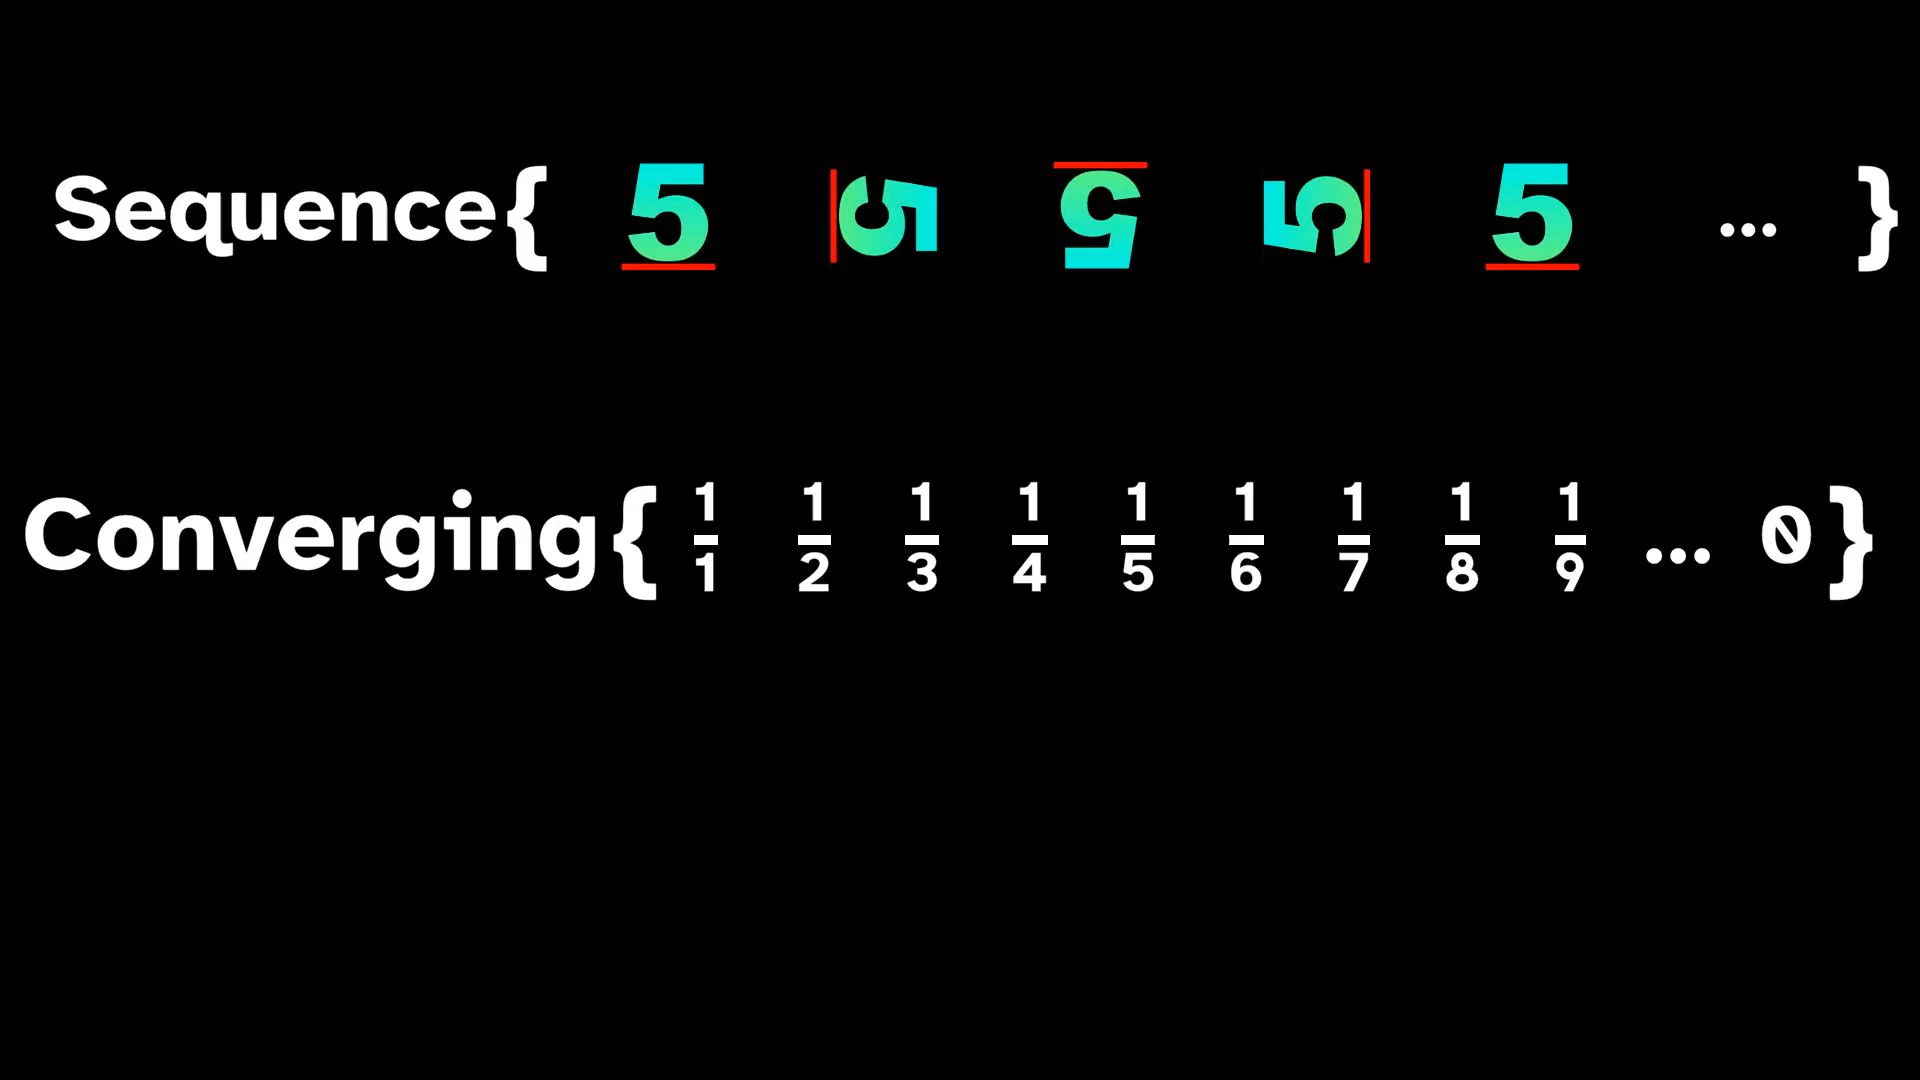 Sequence{ 5 5 5 5 5 ... }
Converging{ 1/1 1/2 1/3 1/4 1/5 1/6 1/7 1/8 1/9 ... 0}